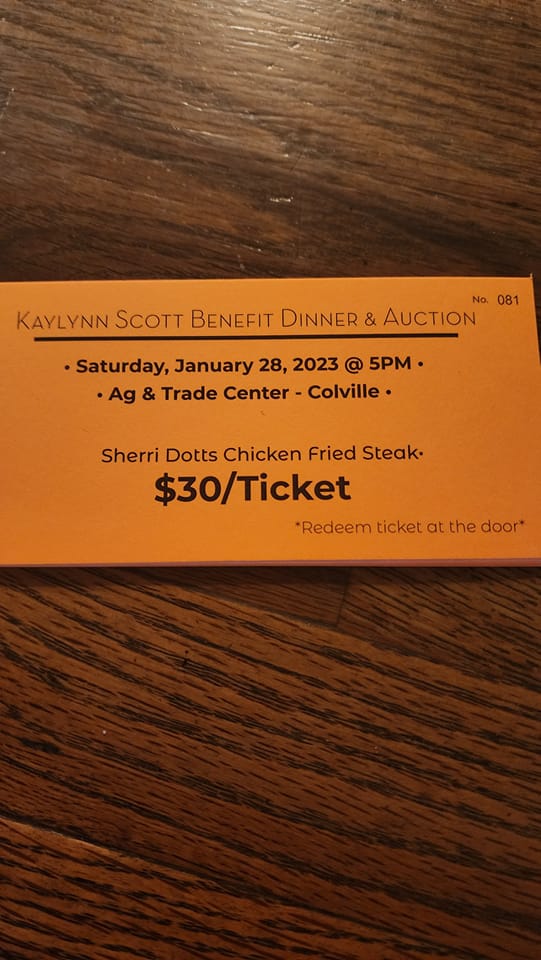 No. 081
KAYLYNN SCOTT BENEFIT DINNER & AUCTION
• Saturday, January 28, 2023 @ 5PM •
• Ag & Trade Center - Colville •
Sherri Dotts Chicken Fried Steak•
$30/Ticket
*Redeem ticket at the door*